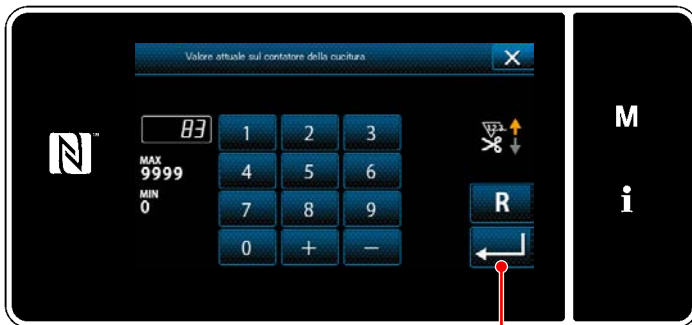 Valore attuale sul contatore della cucitura
83
1 2 3
MAX
9999
4 5 6
MIN
0
7 8 9
R
0 + −
M
i
N
123